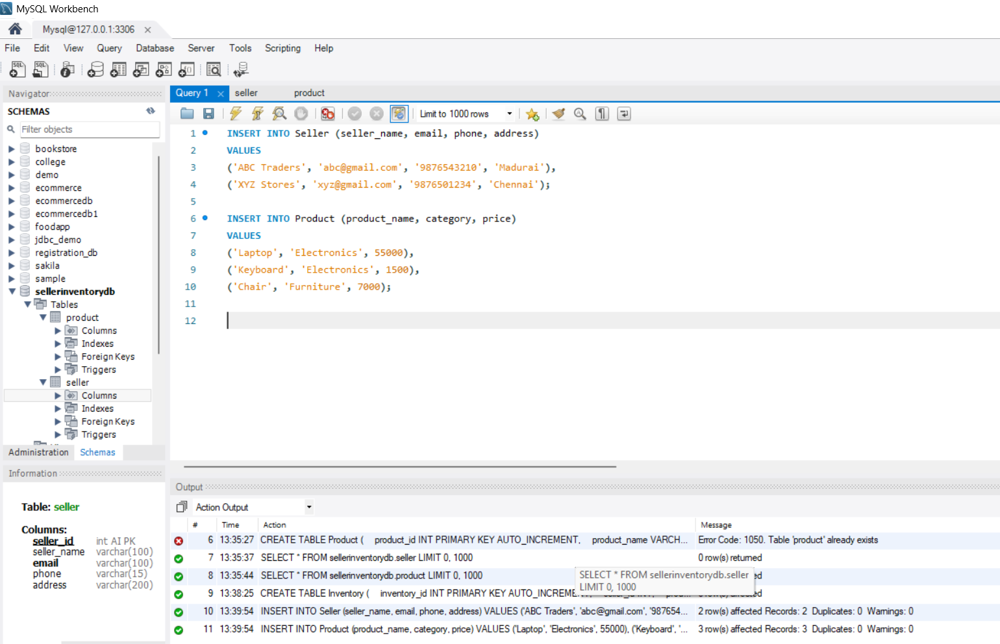 MySQL Workbench
Mysql@127.0.0.1:3306
File Edit View Query Database Server Tools Scripting Help
Navigator
SCHEMAS
Filter objects
bookstore
college
demo
ecommerce
ecommercedb
ecommercedb1
foodapp
jdbc_demo
registration_db
sakila
sample
sellerinventorydb
Tables
product
Columns
Indexes
Foreign Keys
Triggers
seller
Columns
Indexes
Foreign Keys
Triggers
Administration Schemas
Information
Table: seller
Columns:
seller_id int AI PK
seller_name varchar(100)
email varchar(100)
phone varchar(15)
address varchar(200)
Query 1 seller product
Limit to 1000 rows
1 INSERT INTO Seller (seller_name, email, phone, address)
2 VALUES
3 ('ABC Traders', 'abc@gmail.com', '9876543210', 'Madurai'),
4 ('XYZ Stores', 'xyz@gmail.com', '9876501234', 'Chennai');
5
6 INSERT INTO Product (product_name, category, price)
7 VALUES
8 ('Laptop', 'Electronics', 55000),
9 ('Keyboard', 'Electronics', 1500),
10 ('Chair', 'Furniture', 7000);
11
12
Output
Action Output
# Time Action Message
6 13:35:27 CREATE TABLE Product ( product_id INT PRIMARY KEY AUTO_INCREMENT, product_name VARCH... Error Code: 1050. Table 'product' already exists
7 13:35:37 SELECT * FROM sellerinventorydb.seller LIMIT 0, 1000 0 row(s) returned
8 13:35:44 SELECT * FROM sellerinventorydb.product LIMIT 0, 1000
SELECT * FROM sellerinventorydb.seller
LIMIT 0, 1000
9 13:38:25 CREATE TABLE Inventory ( inventory_id INT PRIMARY KEY AUTO_INCREMENT,
10 13:39:54 INSERT INTO Seller (seller_name, email, phone, address) VALUES ('ABC Traders', 'abc@gmail.com', '987654... 2 row(s) affected Records: 2 Duplicates: 0 Warnings: 0
11 13:39:54 INSERT INTO Product (product_name, category, price) VALUES ('Laptop', 'Electronics', 55000), ('Keyboard', '... 3 row(s) affected Records: 3 Duplicates: 0 Warnings: 0